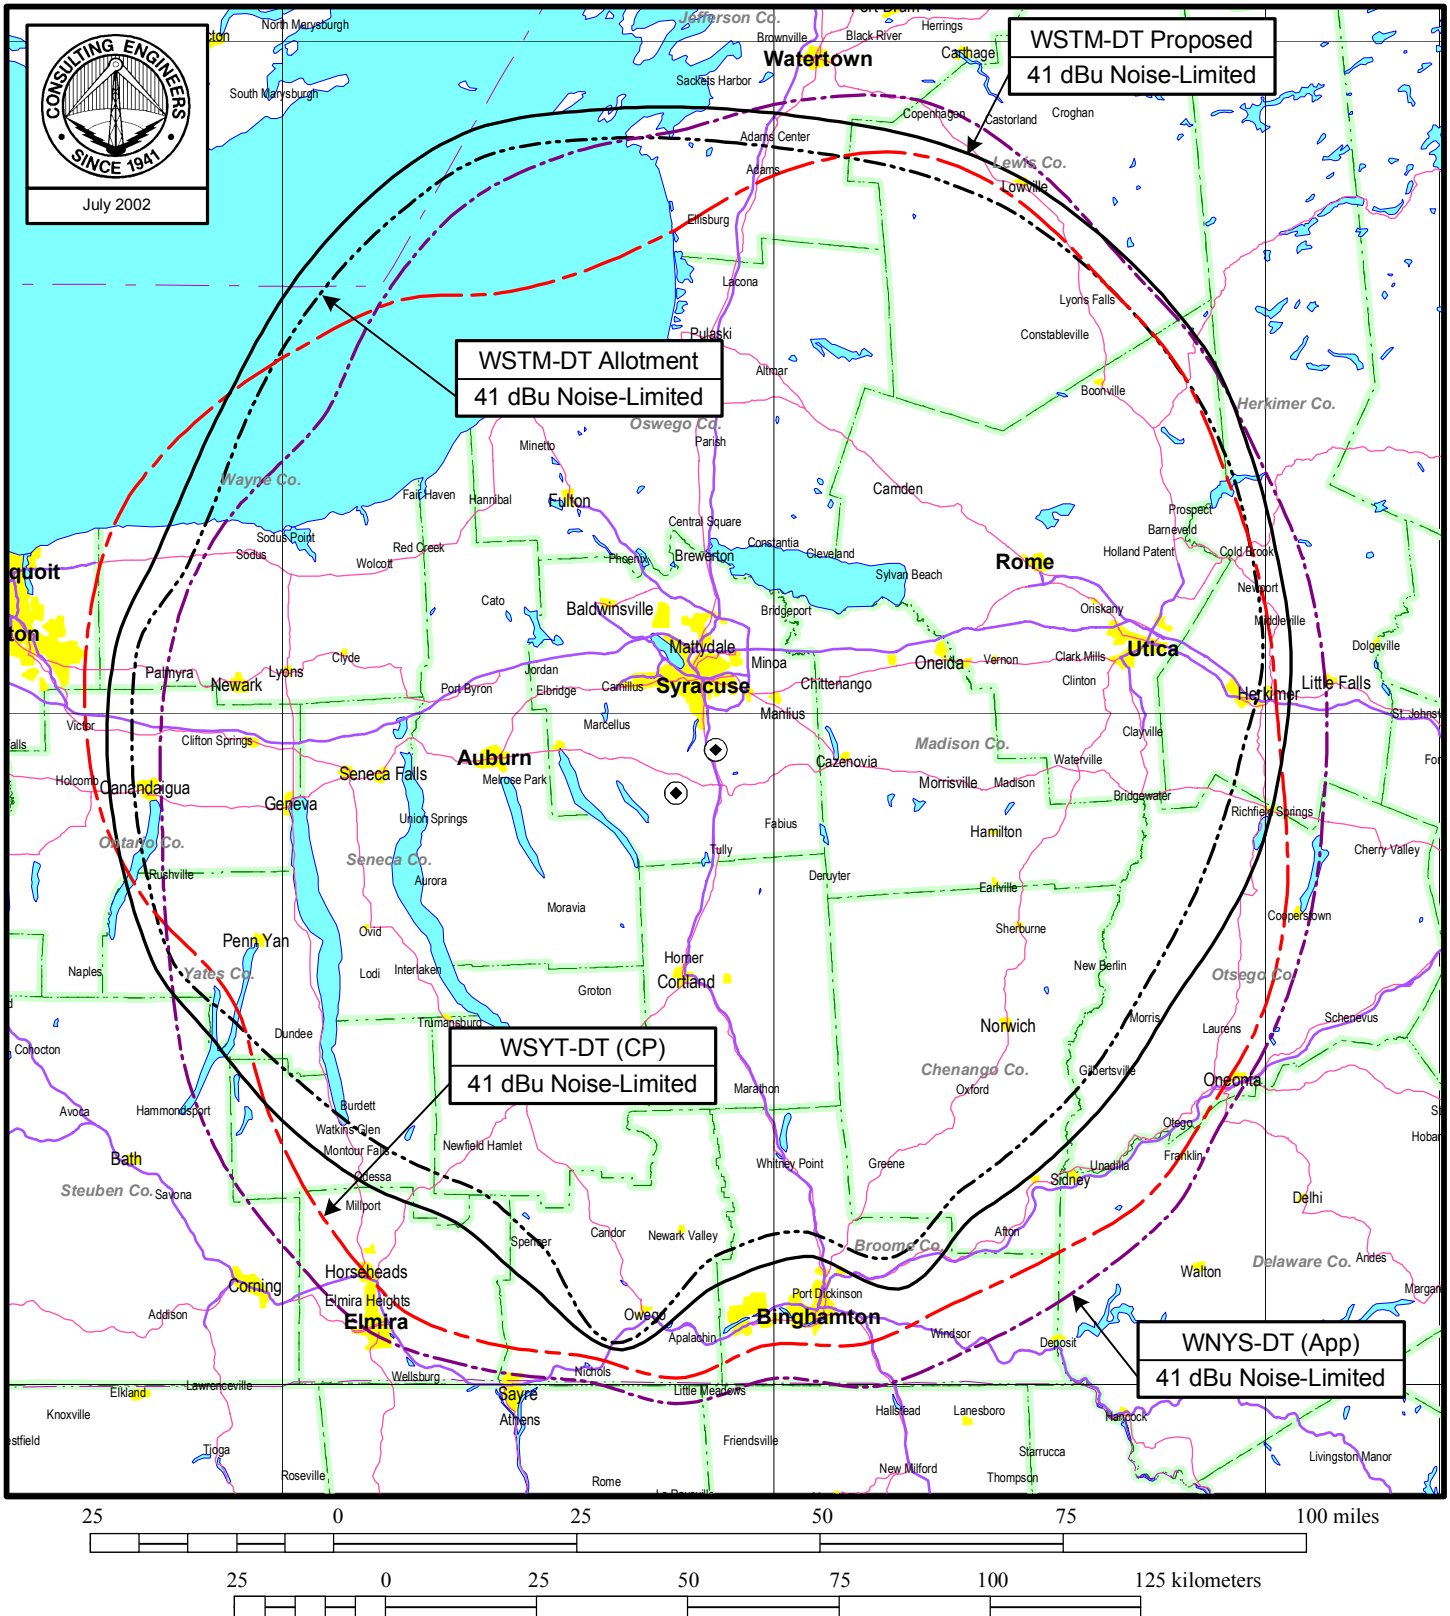 Jefferson Co.
Fort Drum
North Marysburgh
Herrings
Black River
Brownville
CONSULTING ENGINEERS
SINCE 1941
July 2002
cton
WSTM-DT Proposed
41 dBu Noise-Limited
Watertown
Carthage
Sackets Harbor
South Marysburgh
Copenhagon
Castorland
Croghan
Adams Center
Adams
Lewis Co.
Lowville
Ellisburg
Lacona
Lyons Falls
Constableville
Pulaski
WSTM-DT Allotment
41 dBu Noise-Limited
Altmar
Boonville
Herkimer Co.
Oswego Co.
Parish
Minetto
Wayne Co.
Fair Haven
Hannibal
Fulton
Camden
Prospect
Central Square
Barneveld
Sodus Point
Sodus
Red Creek
Wolcott
Phoenix
Brewerton
Constantia
Cleveland
Holland Patent
Cold Brook
Rome
Sylvan Beach
quoit
Newport
Cato
Baldwinsville
Bridgeport
Oriskany
Middleville
ton
Mattydale
Utica
Dolgeville
Clyde
Minoa
Oneida
Vernon
Clark Mills
Palmyra
Lyons
Newark
Jordan
Port Byron
Elbridge
Camillus
Syracuse
Chittenango
Clinton
Herkimer
Little Falls
Victor
Marcellus
Manlius
St. Johnsv
alls
Clifton Springs
Auburn
Madison Co.
Clayville
Waterville
For
Holcomb
Canandaigua
Seneca Falls
Melrose Park
Cazenovia
Morrisville
Madison
Bridgewater
Geneva
Union Springs
Fabius
Hamilton
Richfield Springs
Ontario Co.
Seneca Co.
Tully
Cherry Valley
Rushville
Aurora
Deruyter
Earlville
Moravia
Cooperstown
Penn Yan
Ovid
Sherburne
Naples
Yates Co.
Lodi
Interlaken
Homer
Cortland
Groton
New Berlin
Otsego Co.
Dundee
Trumansburg
Norwich
Morris
Laurens
Schenevus
Cohocton
WSYT-DT (CP)
41 dBu Noise-Limited
Chenango Co.
Gilbertsville
Oneonta
Marathon
Oxford
Avoca
Hammondsport
Burdett
Watkins Glen
Montour Falls
Newfield Hamlet
Otego
Hobar
Bath
Whitney Point
Greene
Franklin
Unadilla
Sidney
Steuben Co.
Savona
Odessa
Millport
Delhi
Candor
Newark Valley
Spencer
Afton
Broome Co.
Delaware Co.
Andes
Walton
Horseheads
Corning
Margar
Elmira Heights
Addison
Elmira
Owego
Port Dickinson
Binghamton
Apalachin
Windsor
Deposit
WNYS-DT (App)
41 dBu Noise-Limited
Wellsburg
Nichols
Lawrenceville
Elkland
Sayre
Athens
Little Meadows
Knoxville
Hallstead
Lanesboro
Hancock
estfield
Tioga
Friendsville
Starrucca
Livingston Manor
Roseville
Rome
New Milford
Thompson
25 0 25 50 75 100 miles
25 0 25 50 75 100 125 kilometers